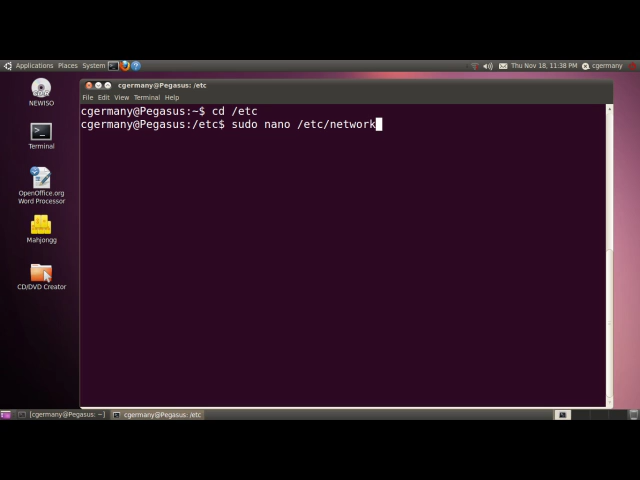 Applications Places System Thu Nov 18, 11:38 PM cgermany
cgermany@Pegasus: /etc
File Edit View Terminal Help
cgermany@Pegasus:~$ cd /etc
cgermany@Pegasus:/etc$ sudo nano /etc/network
NEWISO
Terminal
OpenOffice.org
Word Processor
Mahjongg
CD/DVD Creator
[cgermany@Pegasus: ~] cgermany@Pegasus: /etc